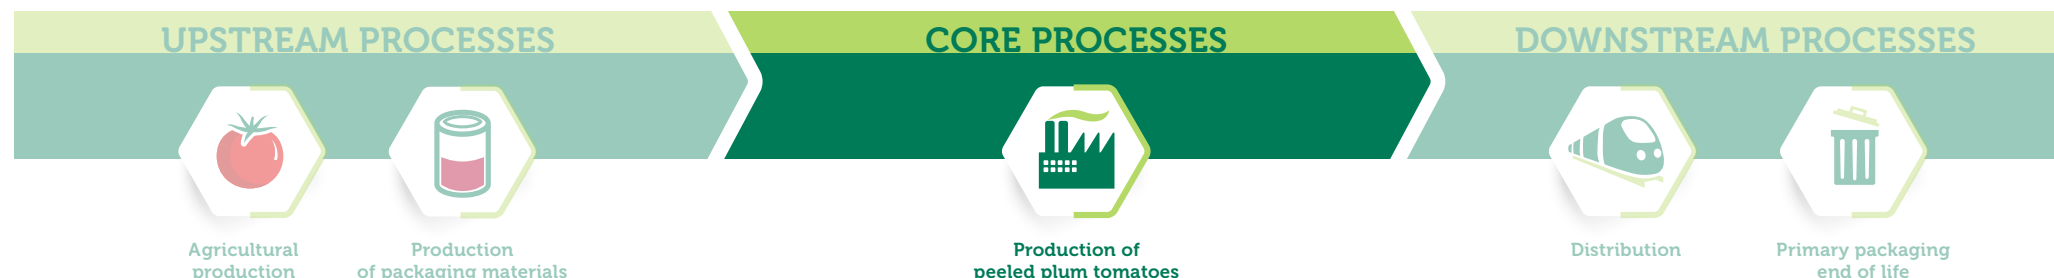 UPSTREAM PROCESSES
CORE PROCESSES
DOWNSTREAM PROCESSES
Agricultural
production
Production
of packaging materials
Production of
peeled plum tomatoes
Distribution
Primary packaging
end of life